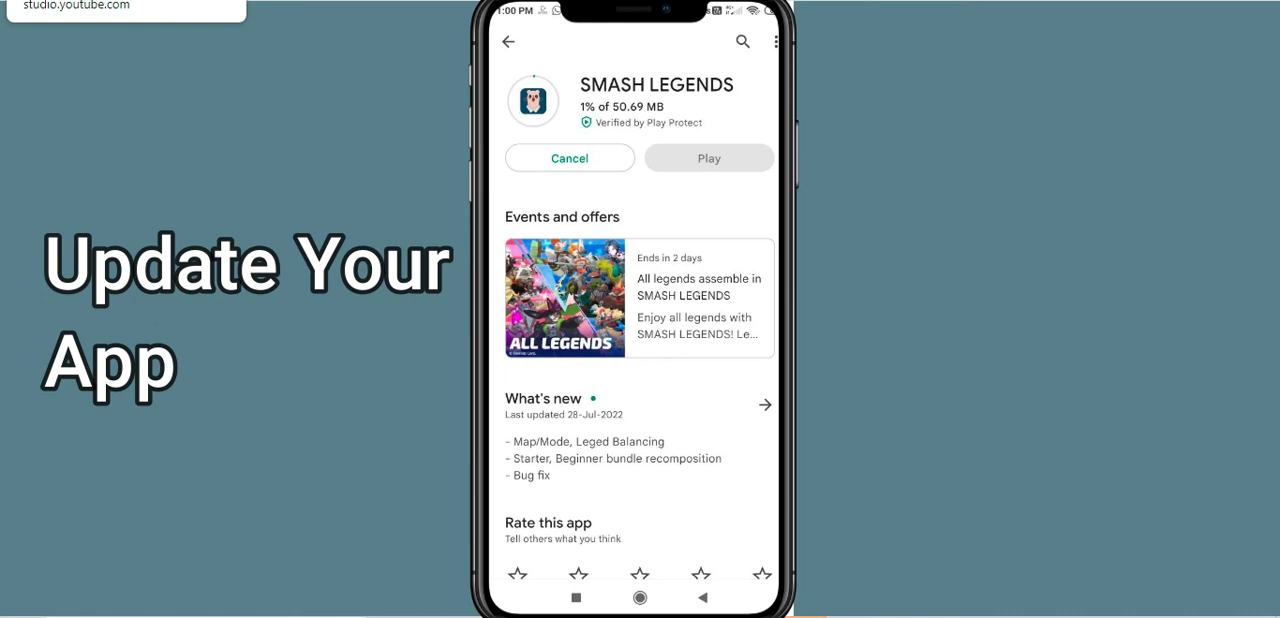 studio.youtube.com
1:00 PM
SMASH LEGENDS
1% of 50.69 MB
Verified by Play Protect
Cancel
Play
Update Your
App
Events and offers
ALL LEGENDS
Ends in 2 days
All legends assemble in
SMASH LEGENDS
Enjoy all legends with
SMASH LEGENDS! Le...
What's new
Last updated 28-Jul-2022
- Map/Mode, Leged Balancing
- Starter, Beginner bundle recomposition
- Bug fix
Rate this app
Tell others what you think